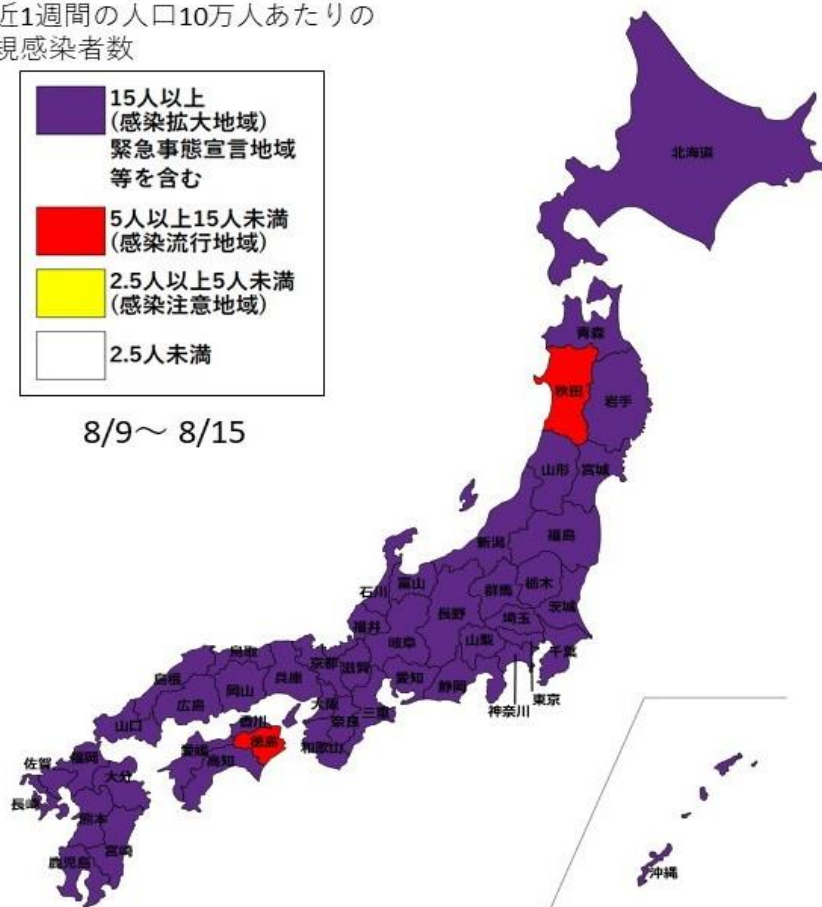 近1週間の人口10万人あたりの
規感染者数
15人以上
(感染拡大地域)
緊急事態宣言地域
等を含む
5人以上15人未満
(感染流行地域)
2.5人以上5人未満
(感染注意地域)
2.5人未満
8/9～ 8/15
北海道
青森
秋田
岩手
山形
宮城
新潟
福島
石川
富山
群馬
栃木
長野
茨城
埼玉
福井
岐阜
山梨
千葉
鳥取
京都
滋賀
愛知
静岡
東京
神奈川
島根
兵庫
岡山
広島
大阪
奈良
三重
山口
香川
徳島
和歌山
愛媛
高知
佐賀
福岡
大分
長崎
熊本
宮崎
鹿児島
沖縄